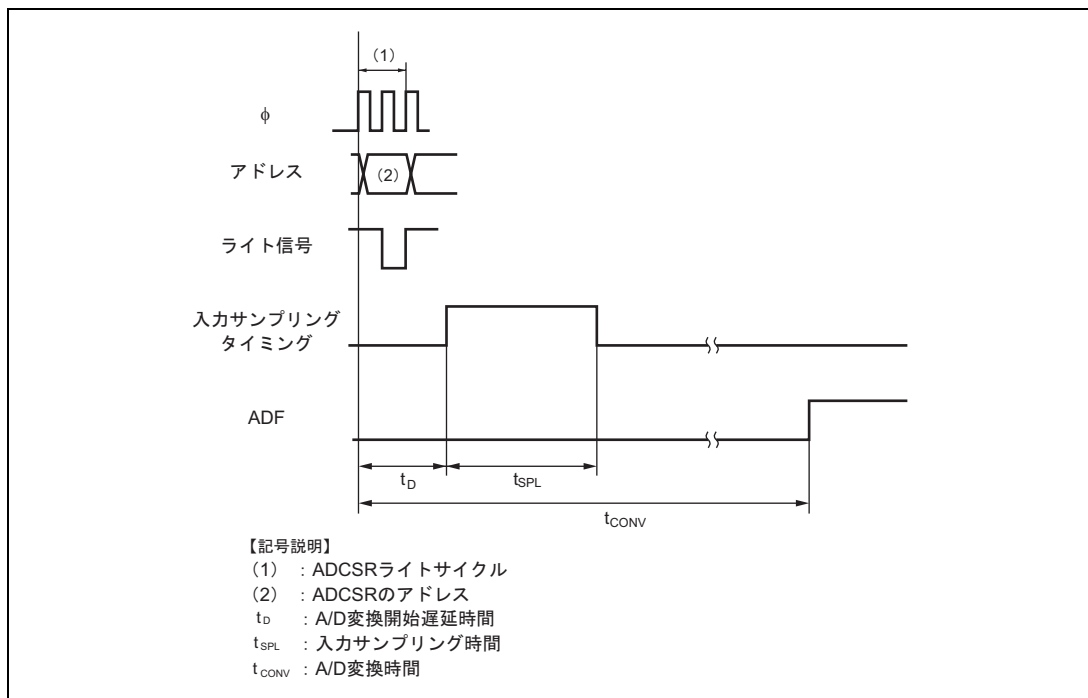 （1）
φ
アドレス
（2）
ライト信号
入力サンプリング
タイミング
ADF
tD
tSPL
tCONV
【記号説明】
（1） ：ADCSRライトサイクル
（2） ：ADCSRのアドレス
tD ：A/D変換開始遅延時間
tSPL ：入力サンプリング時間
tCONV ：A/D変換時間